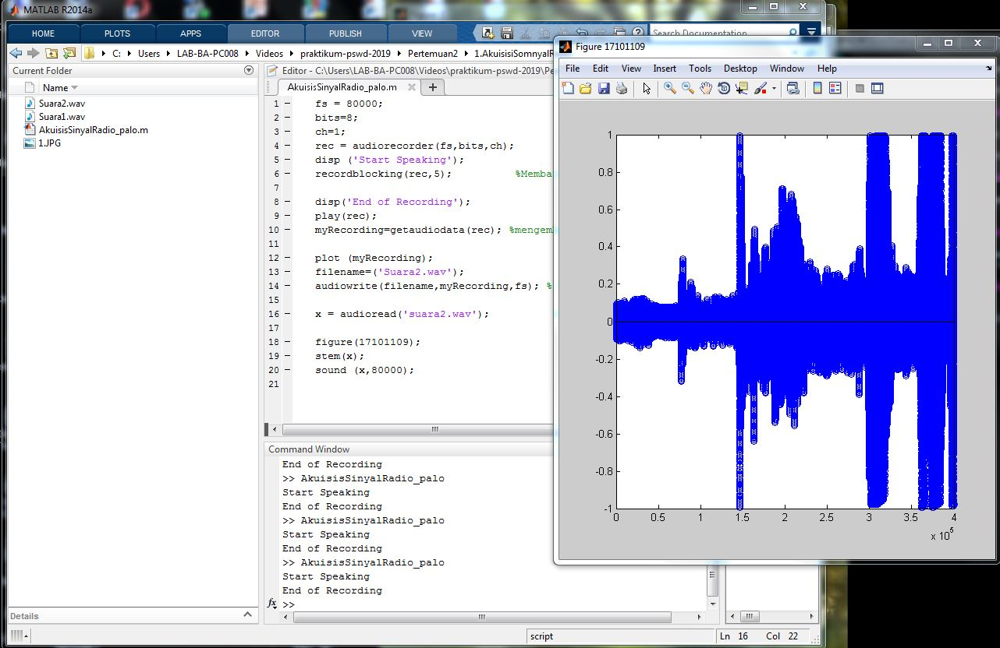 MATLAB R2014a
HOME PLOTS APPS EDITOR PUBLISH VIEW
Search Documentation
C: Users LAB-BA-PC008 Videos praktikum-pswd-2019 Pertemuan2
Current Folder
Name
Suara2.wav
Suara1.wav
AkuisisSinyalRadio_palo.m
1.JPG
Details
Editor - C:\Users\LAB-BA-PC008\Videos\praktikum-pswd-2019\
AkuisisSinyalRadio_palo.m
1 fs = 80000;
2 bits=8;
3 ch=1;
4 rec = audiorecorder(fs,bits,ch);
5 disp ('Start Speaking');
6 recordblocking(rec,5); %Memba
7
8 disp('End of Recording');
9 play(rec);
10 myRecording=getaudiodata(rec); %mengem
11
12 plot (myRecording);
13 filename=('Suara2.wav');
14 audiowrite(filename,myRecording,fs); %
15
16 x = audioread('suara2.wav');
17
18 figure(17101109);
19 stem(x);
20 sound (x,80000);
21
Command Window
End of Recording
>> AkuisisSinyalRadio_palo
Start Speaking
End of Recording
>> AkuisisSinyalRadio_palo
Start Speaking
End of Recording
>> AkuisisSinyalRadio_palo
Start Speaking
End of Recording
fx >>
script
Ln 16 Col 22
Figure 17101109
File Edit View Insert Tools Desktop Window Help
1
0.8
0.6
0.4
0.2
0
-0.2
-0.4
-0.6
-0.8
-1
0 0.5 1 1.5 2 2.5 3 3.5 4
x 10^5